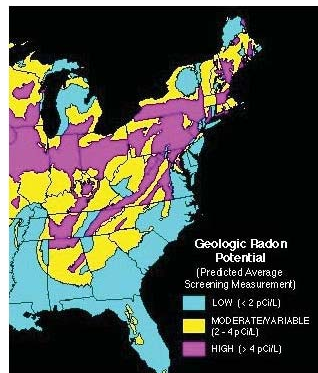 Geologic Radon
Potential
(Predicted Average
Screening Measurement)
LOW (< 2 pCi/L)
MODERATE/VARIABLE
(2 - 4 pCi/L)
HIGH (> 4 pCi/L)